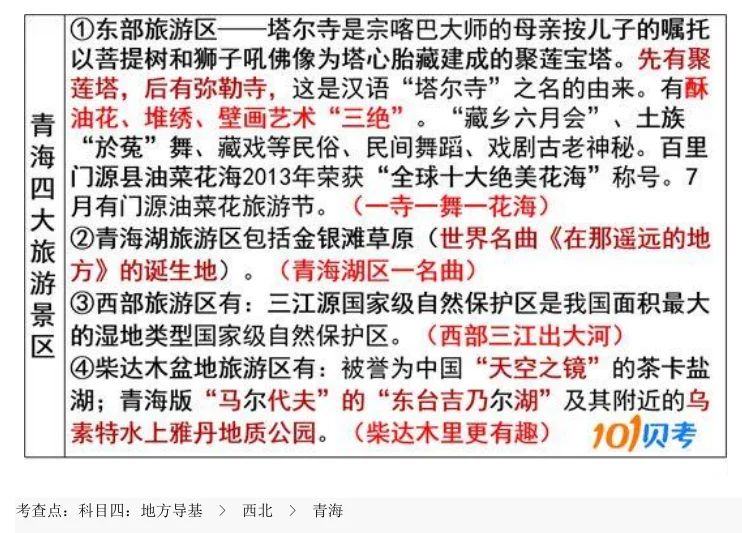 青海四大旅游景区
①东部旅游区——塔尔寺是宗喀巴大师的母亲按儿子的嘱托
以菩提树和狮子吼佛像为塔心胎藏建成的聚莲宝塔。先有聚
莲塔，后有弥勒寺，这是汉语“塔尔寺”之名的由来。有酥
油花、堆绣、壁画艺术“三绝”。“藏乡六月会”、土族
“於菟”舞、藏戏等民俗、民间舞蹈、戏剧古老神秘。百里
门源县油菜花海2013年荣获“全球十大绝美花海”称号。7
月有门源油菜花旅游节。（一寺一舞一花海）
②青海湖旅游区包括金银滩草原（世界名曲《在那遥远的地
方》的诞生地）。（青海湖区一名曲）
③西部旅游区有：三江源国家级自然保护区是我国面积最大
的湿地类型国家级自然保护区。（西部三江出大河）
④柴达木盆地旅游区有：被誉为中国“天空之镜”的茶卡盐
湖；青海版“马尔代夫”的“东台吉乃尔湖”及其附近的乌
素特水上雅丹地质公园。（柴达木里更有趣）
101贝考
考查点：科目四：地方导基 > 西北 > 青海